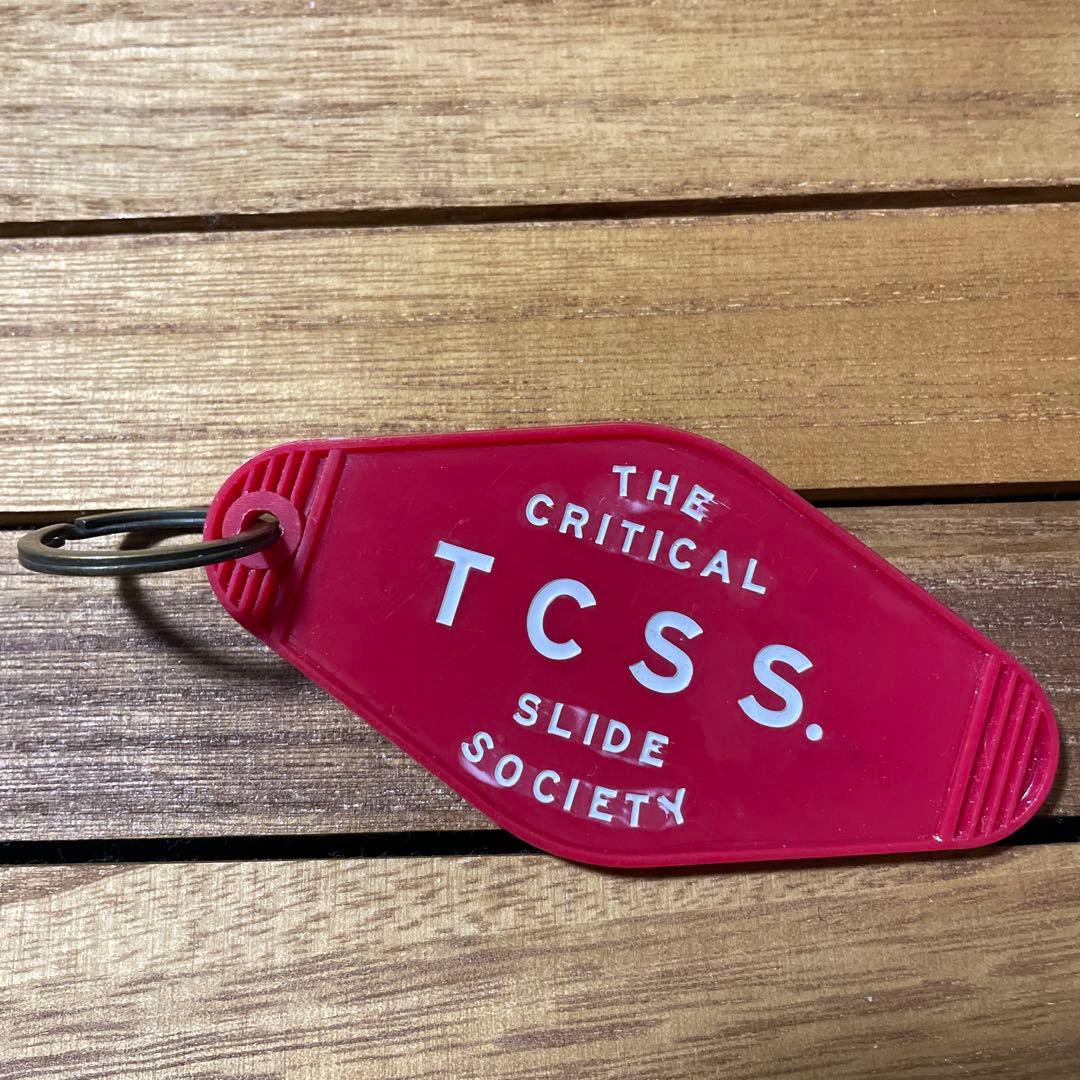 THE
CRITICAL
TCSS.
SLIDE
SOCIETY